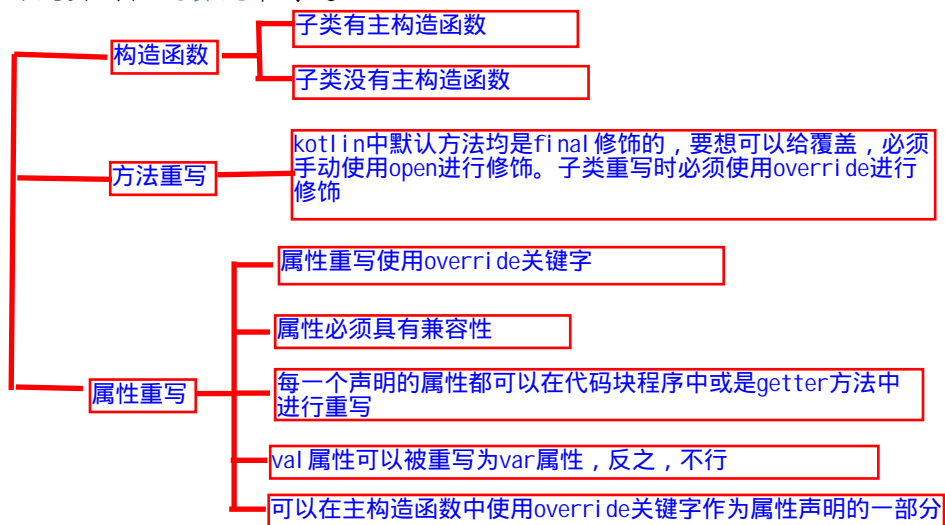 构造函数
子类有主构造函数
子类没有主构造函数
方法重写
kotlin中默认方法均是final修饰的，要想可以给覆盖，必须
手动使用open进行修饰。子类重写时必须使用override进行
修饰
属性重写
属性重写使用override关键字
属性必须具有兼容性
每一个声明的属性都可以在代码块程序中或是getter方法中
进行重写
val属性可以被重写为var属性，反之，不行
可以在主构造函数中使用override关键字作为属性声明的一部分